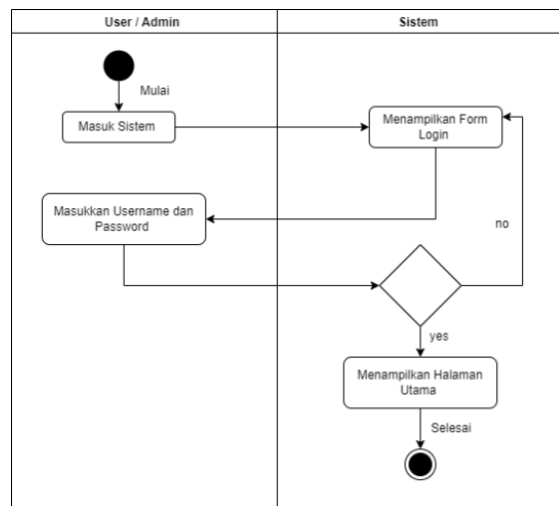 User / Admin
Sistem
Mulai
Masuk Sistem
Menampilkan Form
Login
Masukkan Username dan
Password
no
yes
Menampilkan Halaman
Utama
Selesai